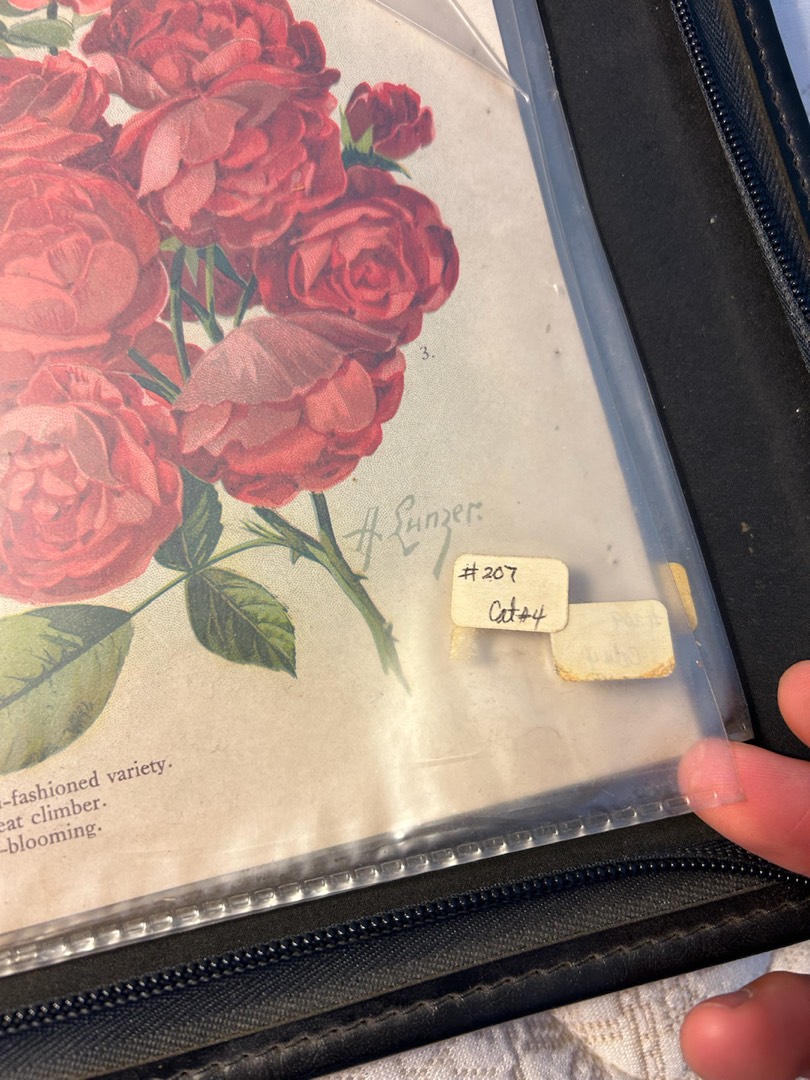 3.
H Lunzer.
#207
Cat#4
-fashioned variety.
eat climber.
-blooming.